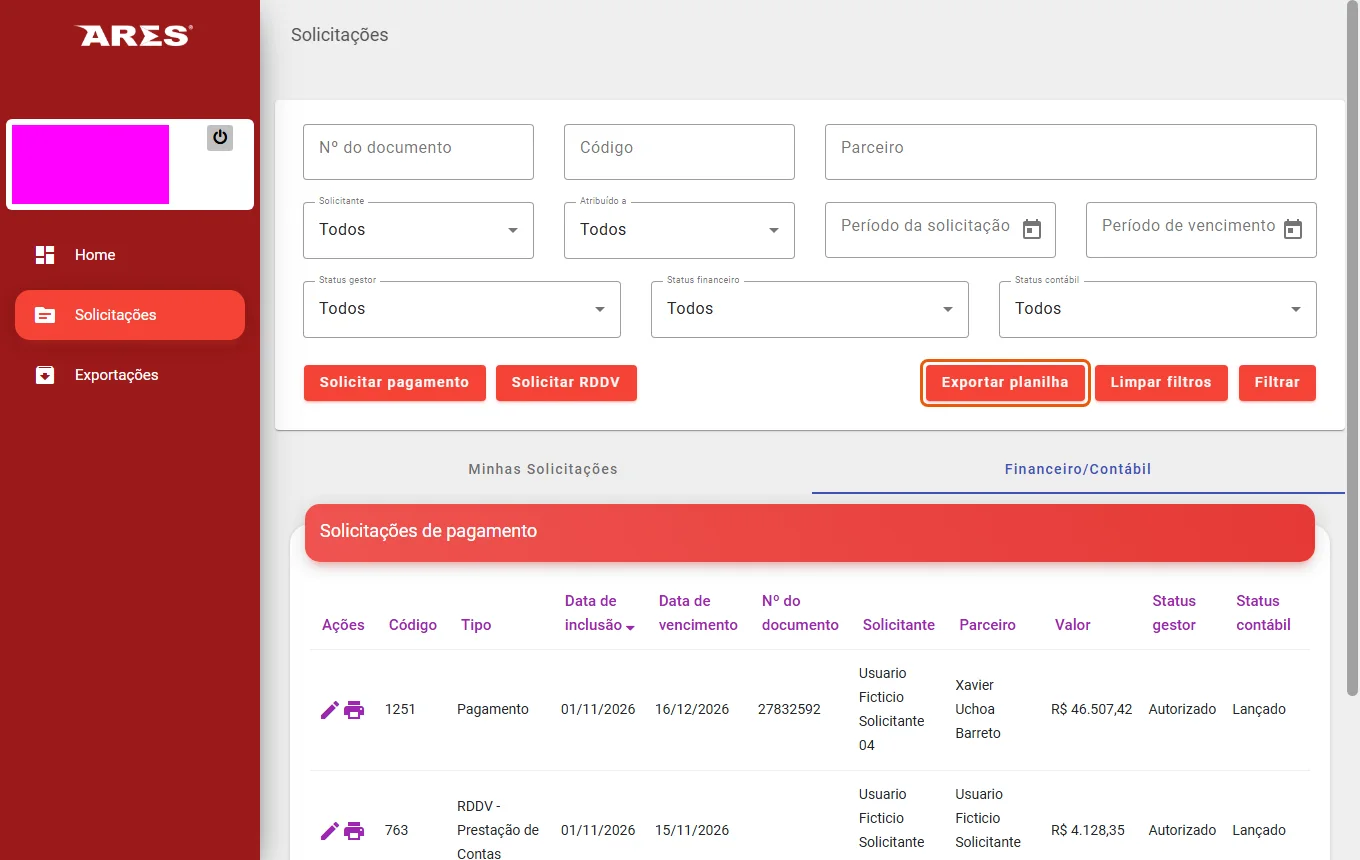 ARES
Solicitações
Home
Solicitações
Exportações
Nº do documento
Código
Parceiro
Solicitante
Todos
Atribuído a
Todos
Período da solicitação
Período de vencimento
Status gestor
Todos
Status financeiro
Todos
Status contábil
Todos
Solicitar pagamento
Solicitar RDDV
Exportar planilha
Limpar filtros
Filtrar
Minhas Solicitações
Financeiro/Contábil
Solicitações de pagamento
Ações
Código
Tipo
Data de
inclusão
Data de
vencimento
Nº do
documento
Solicitante
Parceiro
Valor
Status
gestor
Status
contábil
1251
Pagamento
01/11/2026
16/12/2026
27832592
Usuario
Ficticio
Solicitante
04
Xavier
Uchoa
Barreto
R$ 46.507,42
Autorizado
Lançado
763
RDDV -
Prestação de
Contas
01/11/2026
15/11/2026
Usuario
Ficticio
Solicitante
Usuario
Ficticio
Solicitante
R$ 4.128,35
Autorizado
Lançado